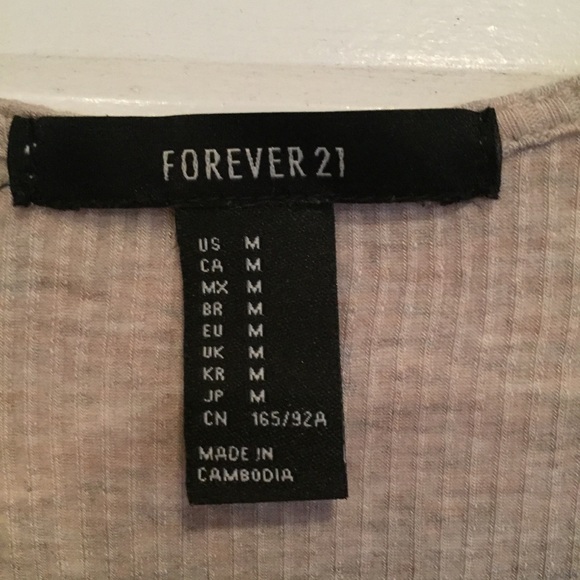 FOREVER 21
US M
CA M
MX M
BR M
EU M
UK M
KR M
JP M
CN 165/92A
MADE IN
CAMBODIA